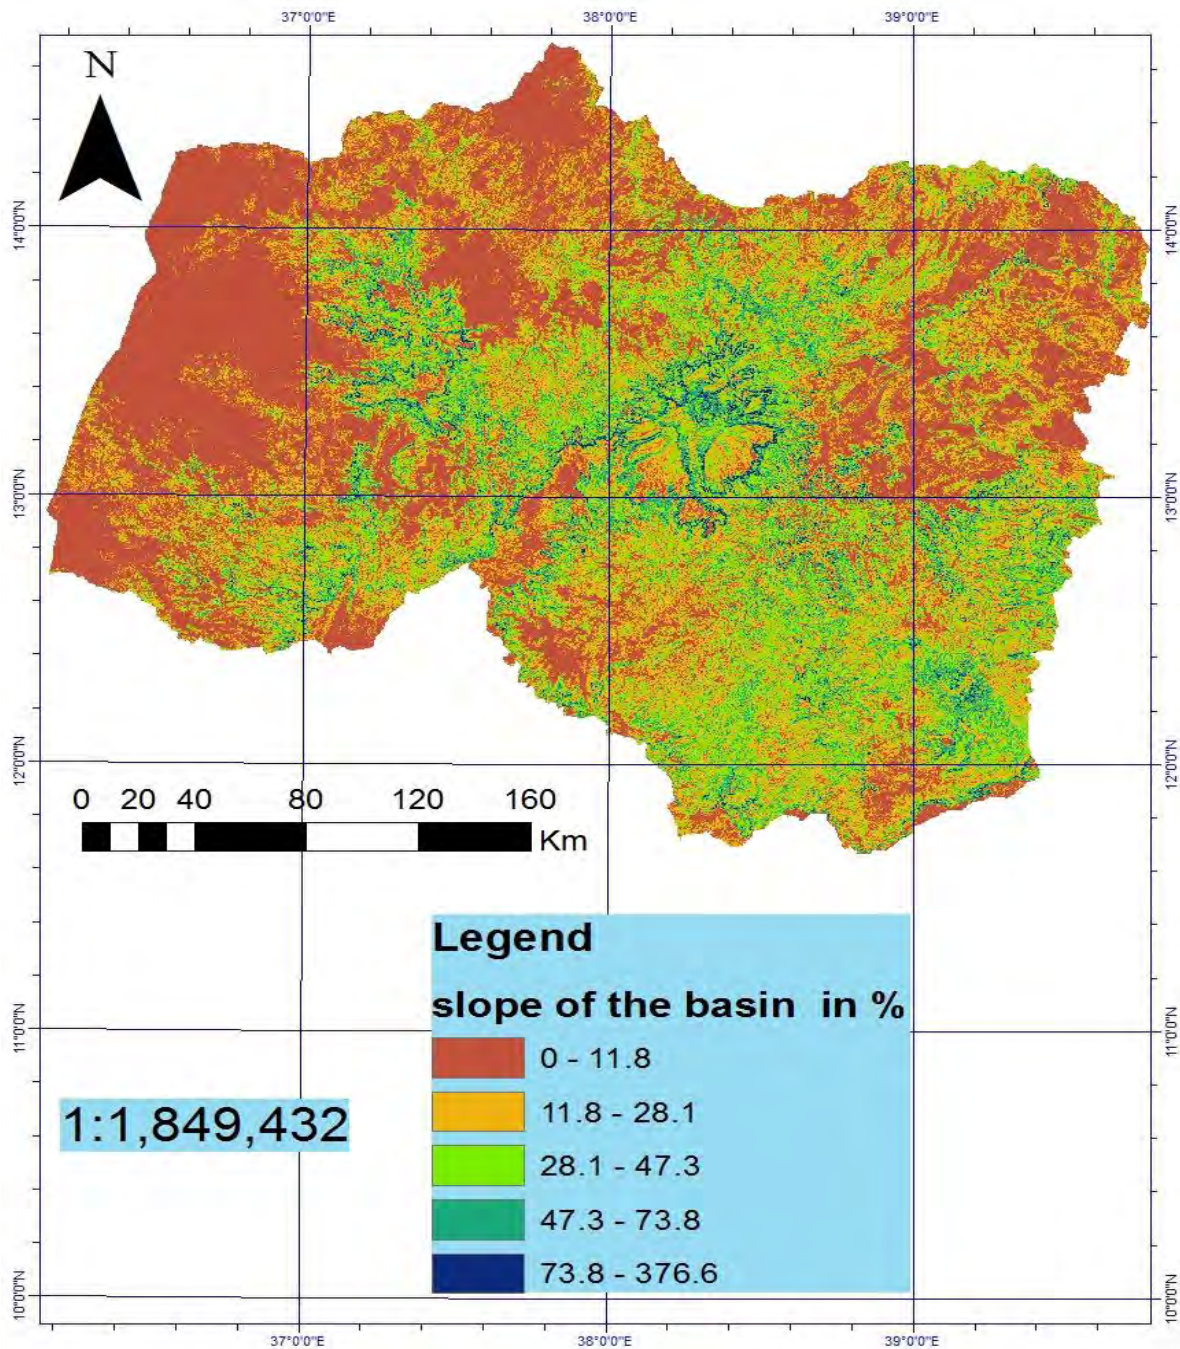 37°0'0"E 38°0'0"E 39°0'0"E
N
14°0'0"N 14°0'0"N
13°0'0"N 13°0'0"N
12°0'0"N 12°0'0"N
0 20 40 80 120 160
Km
Legend
slope of the basin in %
0 - 11.8
11°0'0"N 11°0'0"N
11.8 - 28.1
1:1,849,432
28.1 - 47.3
47.3 - 73.8
73.8 - 376.6
10°0'0"N 10°0'0"N
37°0'0"E 38°0'0"E 39°0'0"E